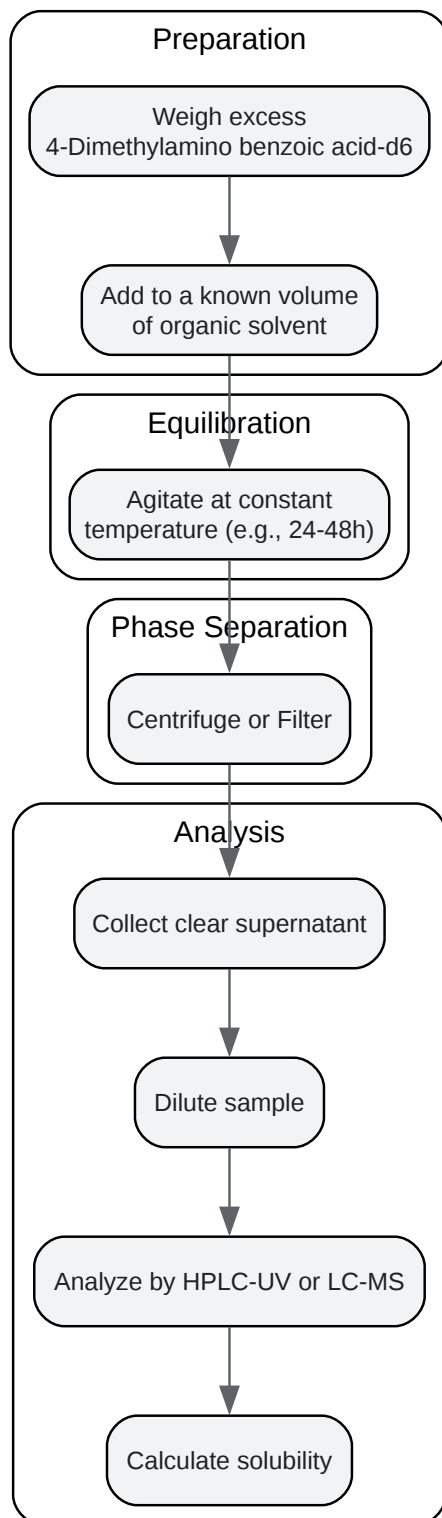 Preparation
Weigh excess
4-Dimethylamino benzoic acid-d6
Add to a known volume
of organic solvent
Equilibration
Agitate at constant
temperature (e.g., 24-48h)
Phase Separation
Centrifuge or Filter
Analysis
Collect clear supernatant
Dilute sample
Analyze by HPLC-UV or LC-MS
Calculate solubility